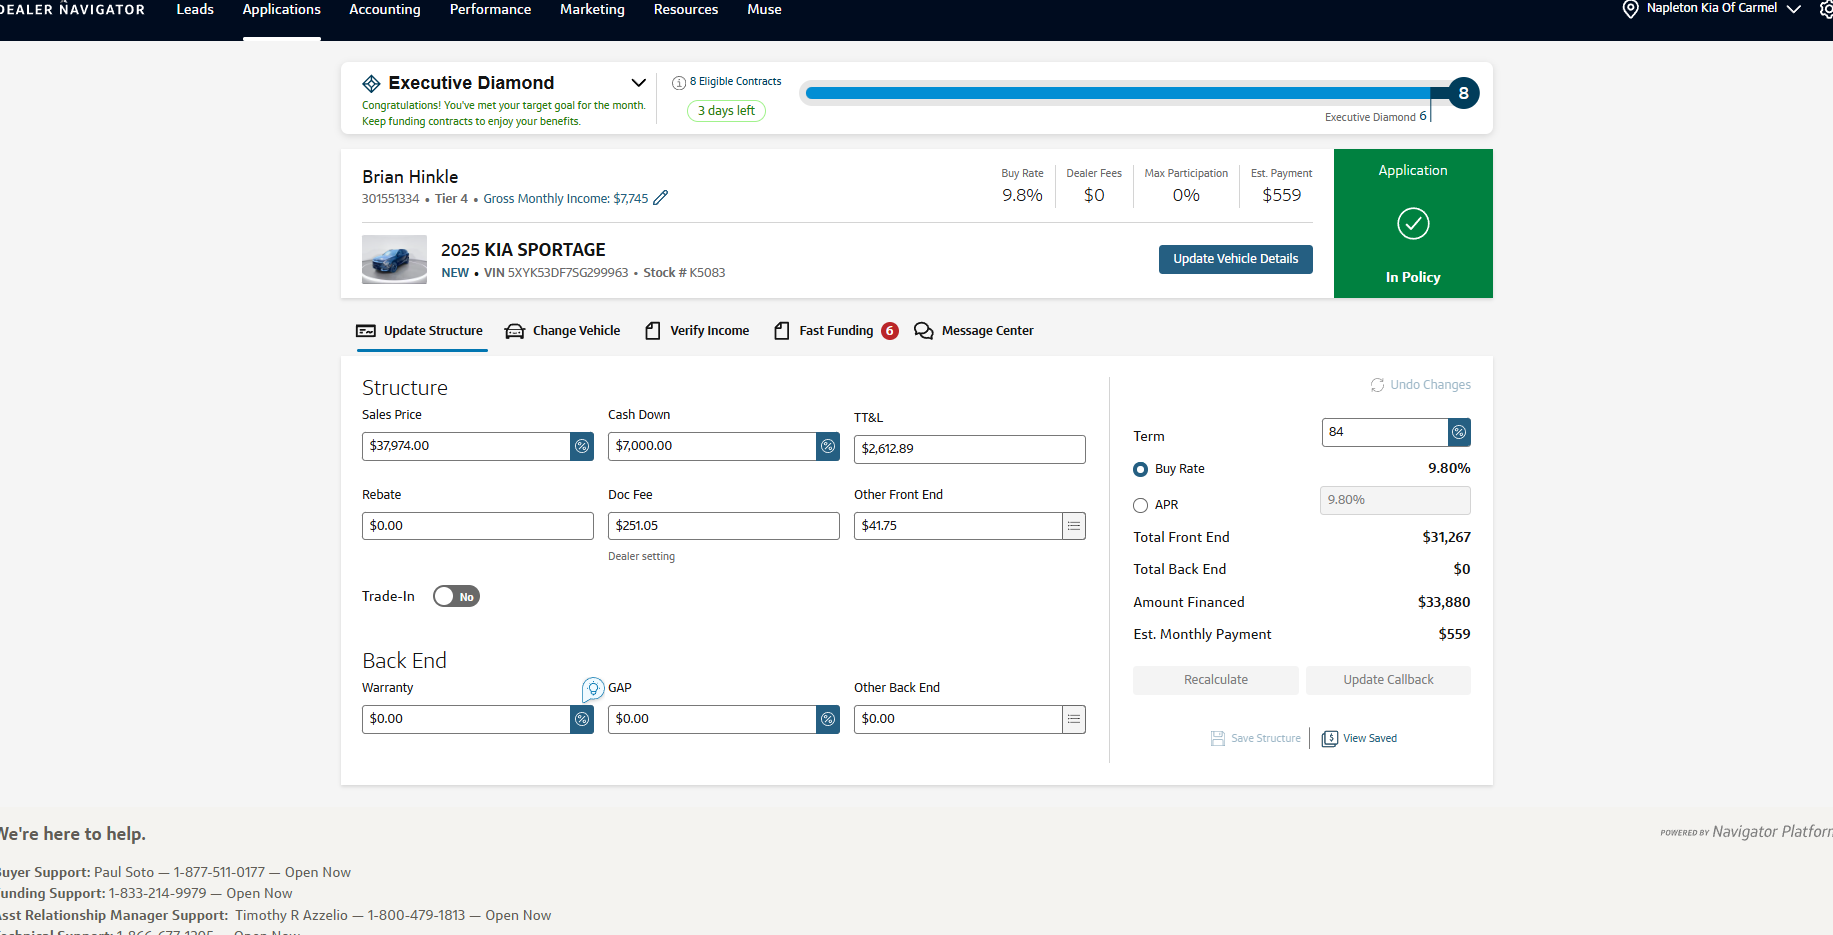 DEALER NAVIGATOR
Leads Applications Accounting Performance Marketing Resources Muse
Napleton Kia Of Carmel
Executive Diamond
Congratulations! You've met your target goal for the month.
Keep funding contracts to enjoy your benefits.
8 Eligible Contracts
3 days left
8
Executive Diamond 6
Brian Hinkle
301551334 • Tier 4 • Gross Monthly Income: $7,745
Buy Rate
9.8%
Dealer Fees
$0
Max Participation
0%
Est. Payment
$559
Application
In Policy
2025 KIA SPORTAGE
NEW • VIN 5XYK53DF7SG299963 • Stock # K5083
Update Vehicle Details
Update Structure Change Vehicle Verify Income Fast Funding 6 Message Center
Structure
Sales Price
$37,974.00
Cash Down
$7,000.00
TT&L
$2,612.89
Rebate
$0.00
Doc Fee
$251.05
Dealer setting
Other Front End
$41.75
Trade-In No
Back End
Warranty
$0.00
GAP
$0.00
Other Back End
$0.00
Undo Changes
Term 84
Buy Rate 9.80%
APR 9.80%
Total Front End $31,267
Total Back End $0
Amount Financed $33,880
Est. Monthly Payment $559
Recalculate Update Callback
Save Structure View Saved
We're here to help.
POWERED BY Navigator Platform
Buyer Support: Paul Soto — 1-877-511-0177 — Open Now
Funding Support: 1-833-214-9979 — Open Now
Asst Relationship Manager Support: Timothy R Azzelio — 1-800-479-1813 — Open Now